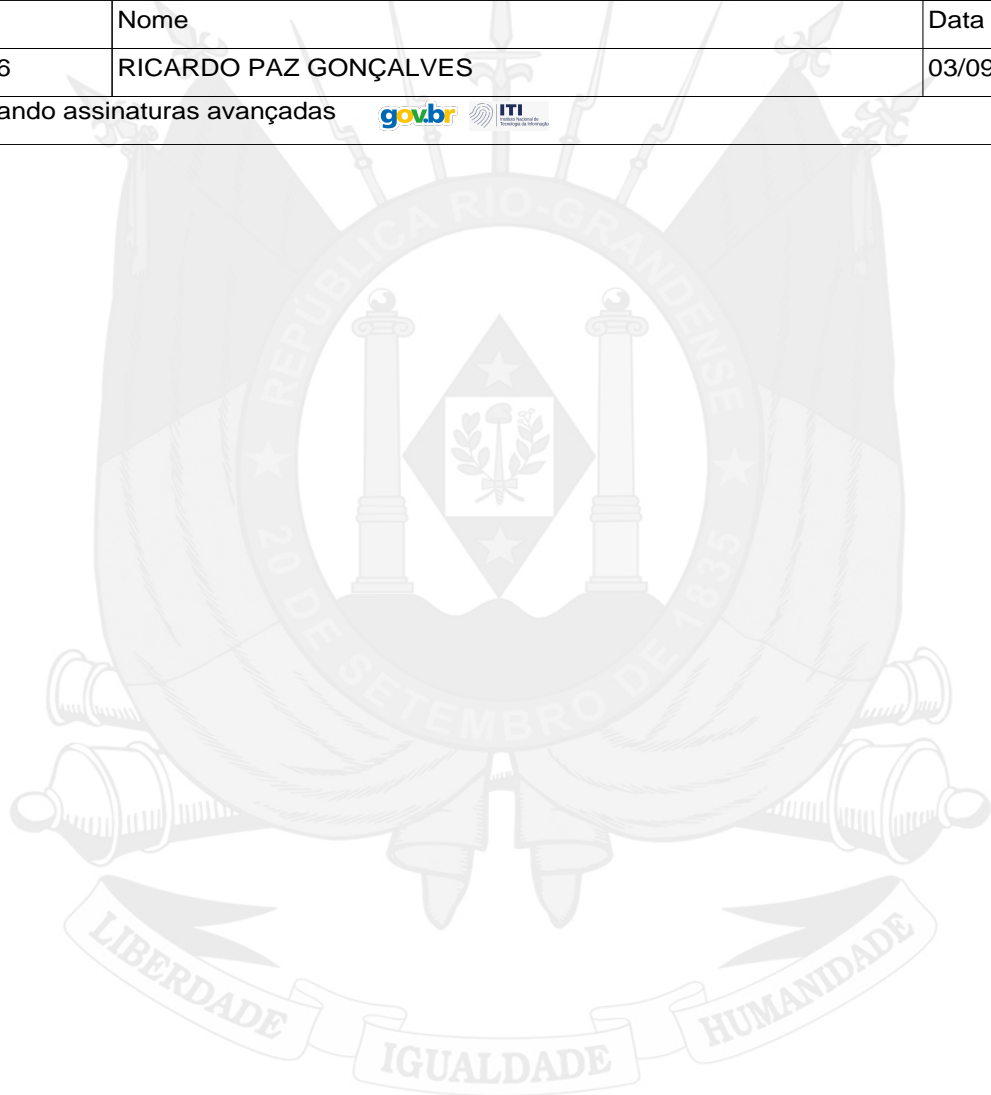 Nome Data
6 RICARDO PAZ GONÇALVES 03/09
ando assinaturas avançadas gov.br ITI
REPÚBLICA RIO-GRANDENSE
20 DE SETEMBRO DE 1835
LIBERDADE IGUALDADE HUMANIDADE